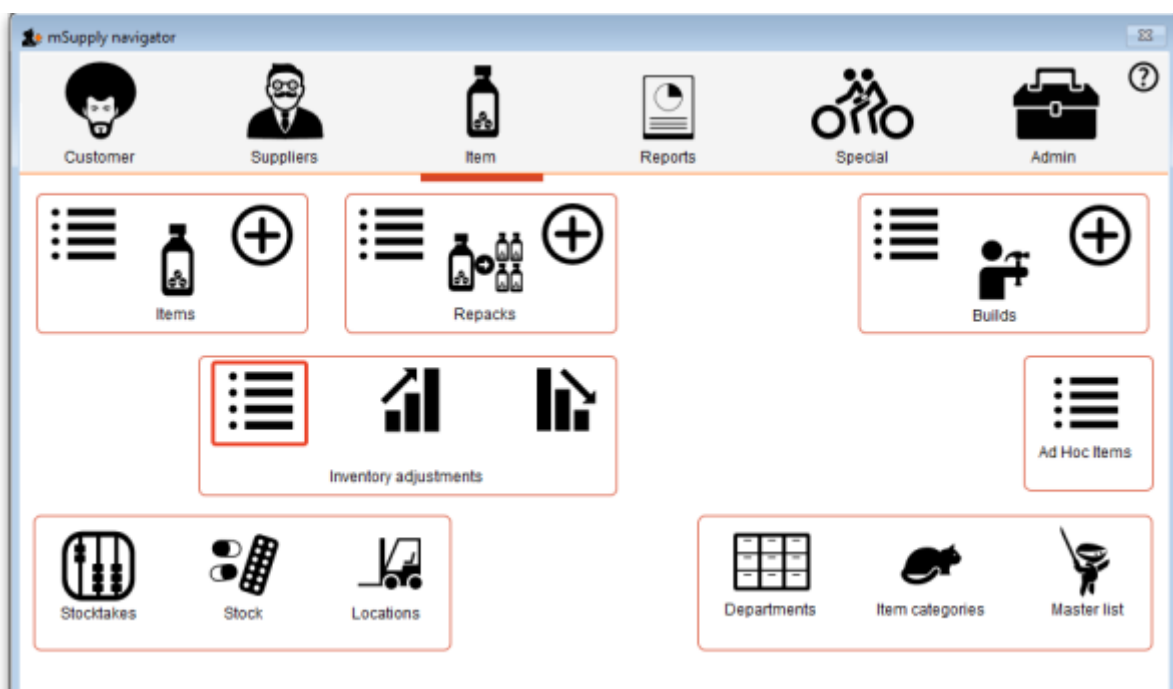 mSupply navigator
?
Customer Suppliers Item Reports Special Admin
Items Repacks Builds
Inventory adjustments Ad Hoc Items
Stocktakes Stock Locations Departments Item categories Master list